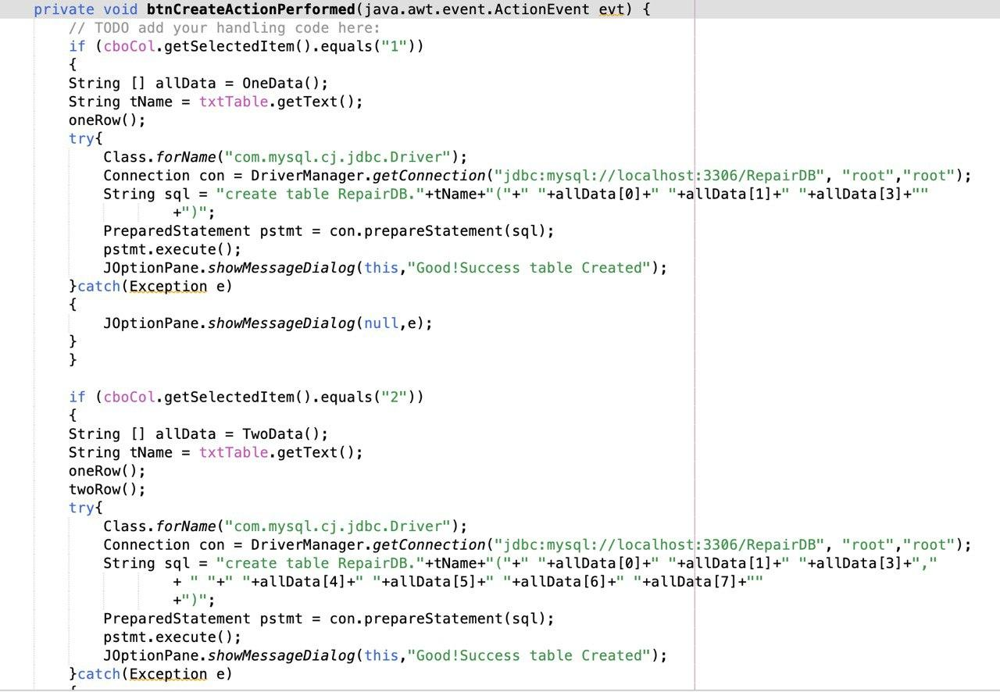 private void btnCreateActionPerformed(java.awt.event.ActionEvent evt) {
// TODO add your handling code here:
if (cboCol.getSelectedItem().equals("1"))
{
String [] allData = OneData();
String tName = txtTable.getText();
oneRow();
try{
Class.forName("com.mysql.cj.jdbc.Driver");
Connection con = DriverManager.getConnection("jdbc:mysql://localhost:3306/RepairDB", "root","root");
String sql = "create table RepairDB."+tName+"("+" "+allData[0]+" "+allData[1]+" "+allData[3]+""
+")";
PreparedStatement pstmt = con.prepareStatement(sql);
pstmt.execute();
JOptionPane.showMessageDialog(this,"Good!Success table Created");
}catch(Exception e)
{
JOptionPane.showMessageDialog(null,e);
}
}
if (cboCol.getSelectedItem().equals("2"))
{
String [] allData = TwoData();
String tName = txtTable.getText();
oneRow();
twoRow();
try{
Class.forName("com.mysql.cj.jdbc.Driver");
Connection con = DriverManager.getConnection("jdbc:mysql://localhost:3306/RepairDB", "root","root");
String sql = "create table RepairDB."+tName+"("+" "+allData[0]+" "+allData[1]+" "+allData[3]+","
+ " "+" "+allData[4]+" "+allData[5]+" "+allData[6]+" "+allData[7]+""
+")";
PreparedStatement pstmt = con.prepareStatement(sql);
pstmt.execute();
JOptionPane.showMessageDialog(this,"Good!Success table Created");
}catch(Exception e)
{